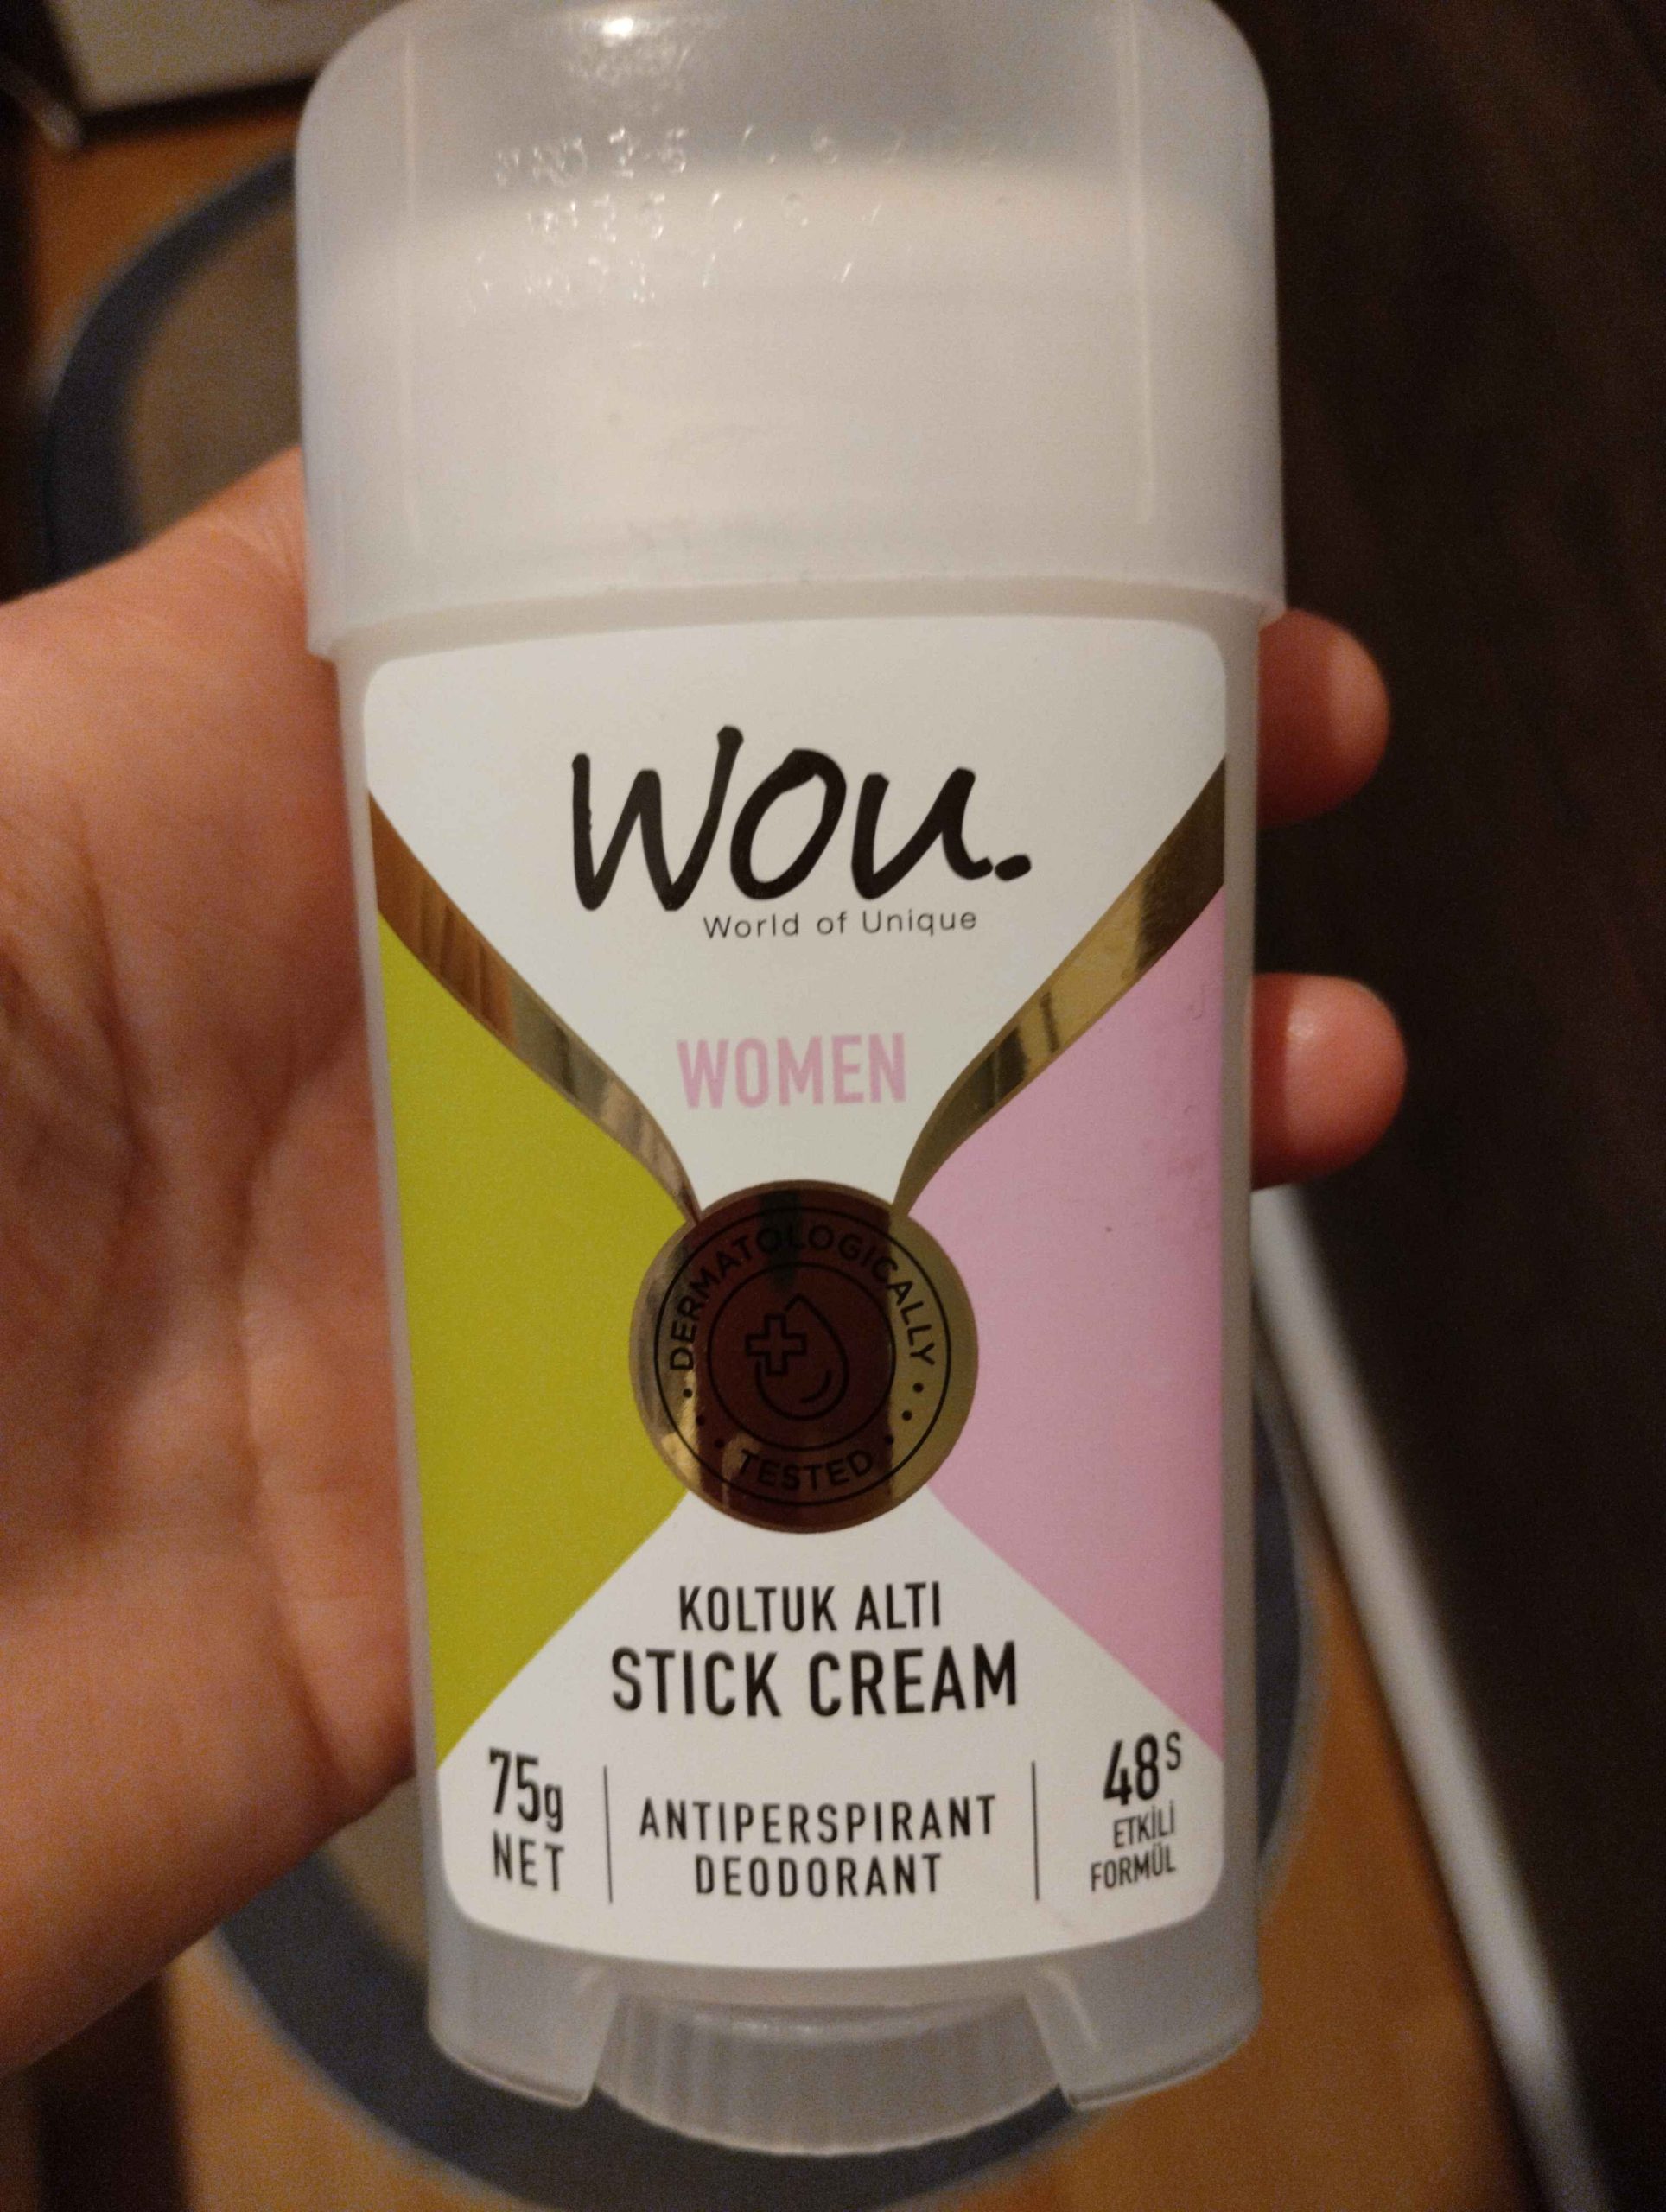 wou.
World of Unique
WOMEN
DERMATOLOGICALLY
TESTED
KOLTUK ALTI
STICK CREAM
75g
NET
ANTIPERSPIRANT
DEODORANT
48S
ETKİLİ
FORMÜL